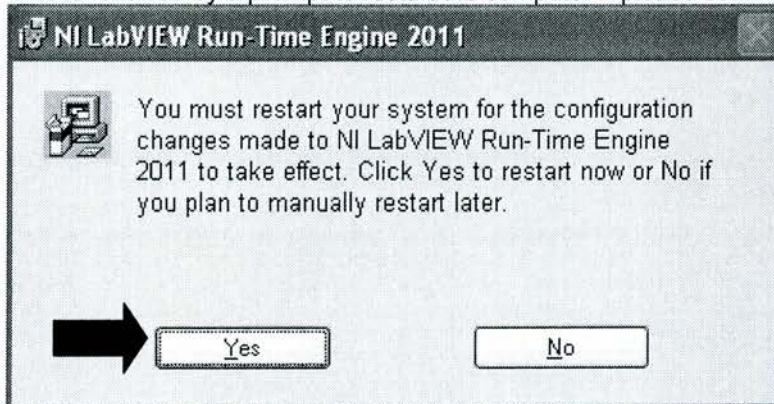 NI LabVIEW Run-Time Engine 2011
You must restart your system for the configuration
changes made to NI LabVIEW Run-Time Engine
2011 to take effect. Click Yes to restart now or No if
you plan to manually restart later.
Yes
No